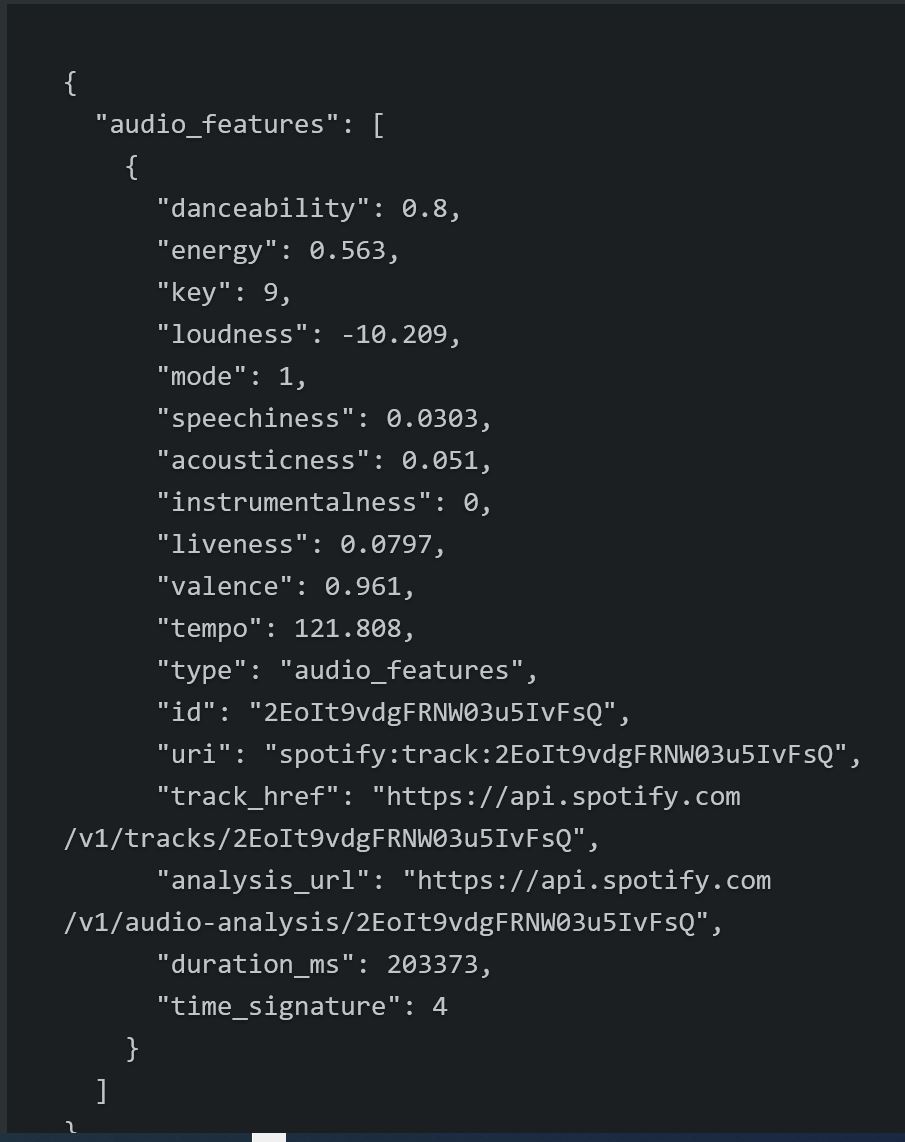 {
"audio_features": [
{
"danceability": 0.8,
"energy": 0.563,
"key": 9,
"loudness": -10.209,
"mode": 1,
"speechiness": 0.0303,
"acousticness": 0.051,
"instrumentalness": 0,
"liveness": 0.0797,
"valence": 0.961,
"tempo": 121.808,
"type": "audio_features",
"id": "2EoIt9vdgFRNW03u5IvFsQ",
"uri": "spotify:track:2EoIt9vdgFRNW03u5IvFsQ",
"track_href": "https://api.spotify.com
/v1/tracks/2EoIt9vdgFRNW03u5IvFsQ",
"analysis_url": "https://api.spotify.com
/v1/audio-analysis/2EoIt9vdgFRNW03u5IvFsQ",
"duration_ms": 203373,
"time_signature": 4
}
]
}